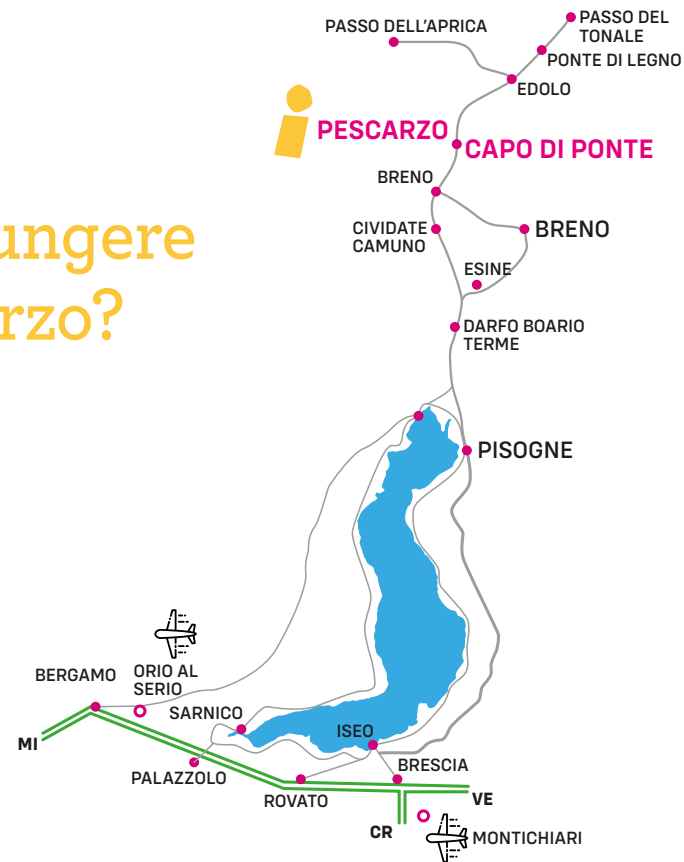 PASSO DELL'APRICA
PASSO DEL
TONALE
PONTE DI LEGNO
EDOLO
PESCARZO
CAPO DI PONTE
BRENO
ungere
rzo?
CIVIDATE
CAMUNO
BRENO
ESINE
DARFO BOARIO
TERME
PISOGNE
BERGAMO
ORIO AL
SERIO
SARNICO
MI
ISEO
PALAZZOLO
BRESCIA
ROVATO
VE
CR
MONTICHIARI